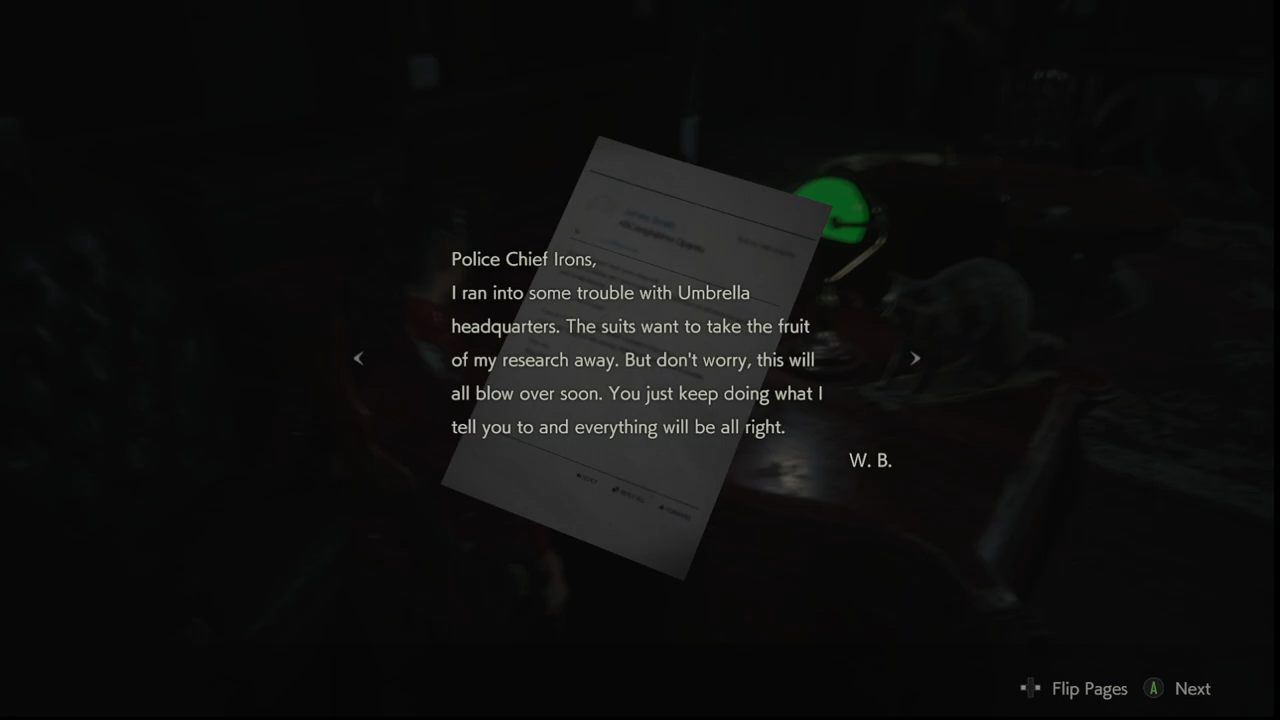 Police Chief Irons,
I ran into some trouble with Umbrella
headquarters. The suits want to take the fruit
of my research away. But don't worry, this will
all blow over soon. You just keep doing what I
tell you to and everything will be all right.
W. B.
Flip Pages A Next